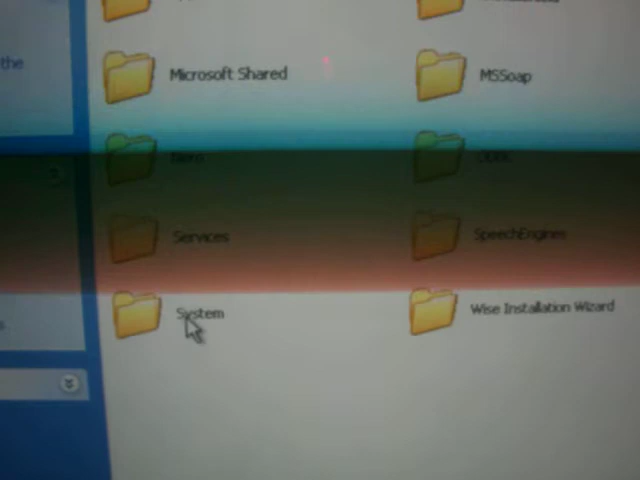 the
Microsoft Shared
MSSoap
Services
SpeechEngines
System
Wise Installation Wizard